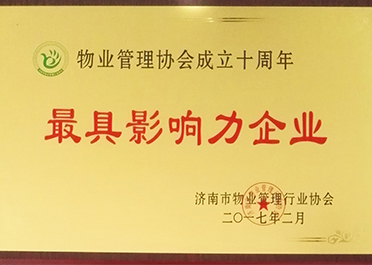 物业管理协会成立十周年
最具影响力企业
济南市物业管理行业协会
二〇一七年二月